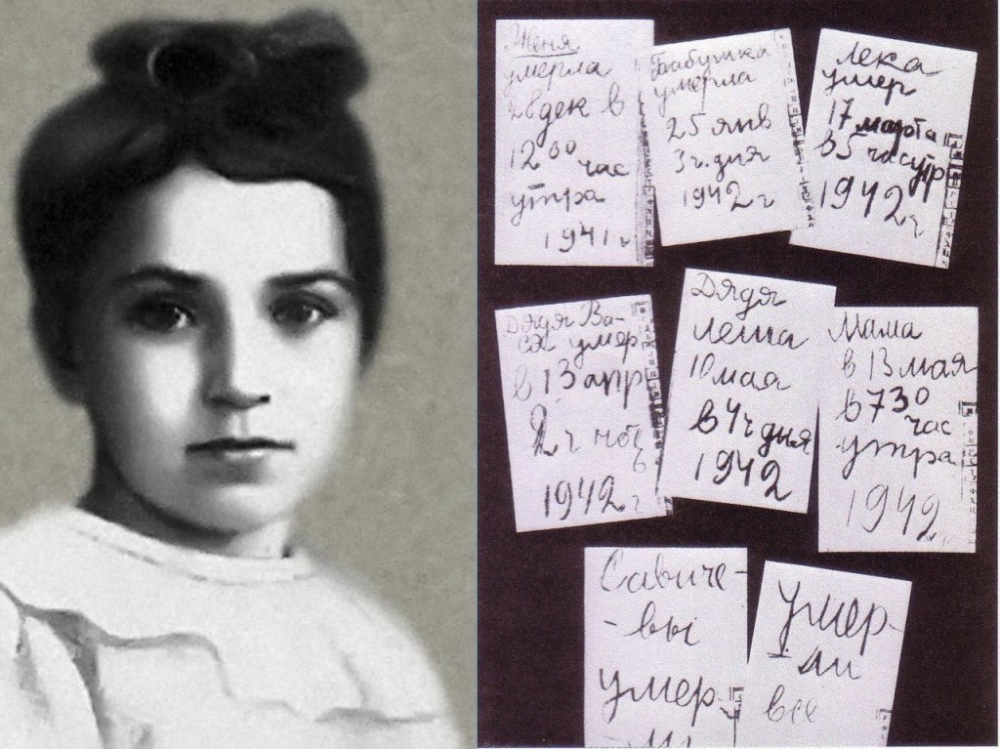 Женя
умерла
28 дек в
12 00 час
утра
1941 г
Бабушка
умерла
25 янв
3 ч. дня
1942 г
Лека
умер
17 марта
в 5 час утр
1942 г
Дядя Ва-
ся умер
в 13 апр
2 ч ночь
1942 г
Дядя
Леша
10 мая
в 4 ч дня
1942
Мама
в 13 мая
в 7 30
час
утра
1942
Савиче-
-вы
умер-
ли
умер-
ли
все